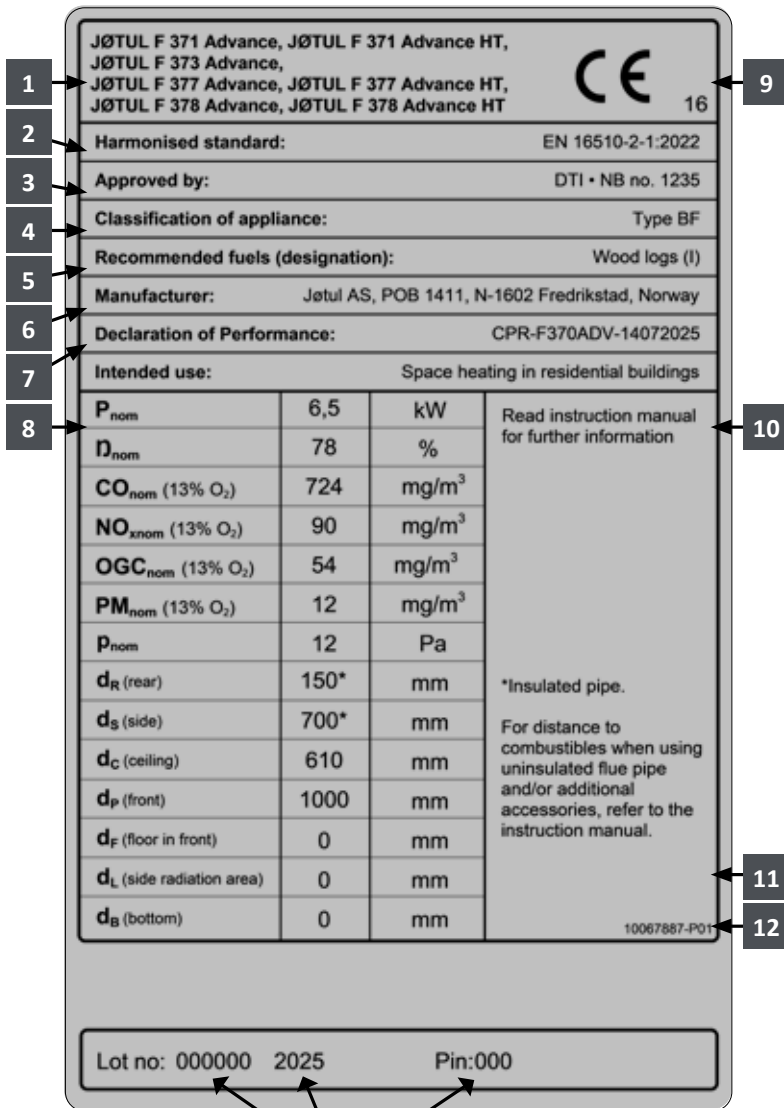 JØTUL F 371 Advance, JØTUL F 371 Advance HT,
JØTUL F 373 Advance,
JØTUL F 377 Advance, JØTUL F 377 Advance HT,
JØTUL F 378 Advance, JØTUL F 378 Advance HT
CE
16
1
9
2
Harmonised standard: EN 16510-2-1:2022
3
Approved by: DTI • NB no. 1235
4
Classification of appliance: Type BF
5
Recommended fuels (designation): Wood logs (I)
6
Manufacturer: Jøtul AS, POB 1411, N-1602 Fredrikstad, Norway
7
Declaration of Performance: CPR-F370ADV-14072025
Intended use: Space heating in residential buildings
8
Pnom 6,5 kW
ηnom 78 %
COnom (13% O₂) 724 mg/m³
NOxnom (13% O₂) 90 mg/m³
OGCnom (13% O₂) 54 mg/m³
PMnom (13% O₂) 12 mg/m³
pnom 12 Pa
dR (rear) 150* mm
dS (side) 700* mm
dC (ceiling) 610 mm
dP (front) 1000 mm
dF (floor in front) 0 mm
dL (side radiation area) 0 mm
dB (bottom) 0 mm
Read instruction manual
for further information
10
*Insulated pipe.
For distance to
combustibles when using
uninsulated flue pipe
and/or additional
accessories, refer to the
instruction manual.
11
10067887-P01
12
Lot no: 000000 2025 Pin:000